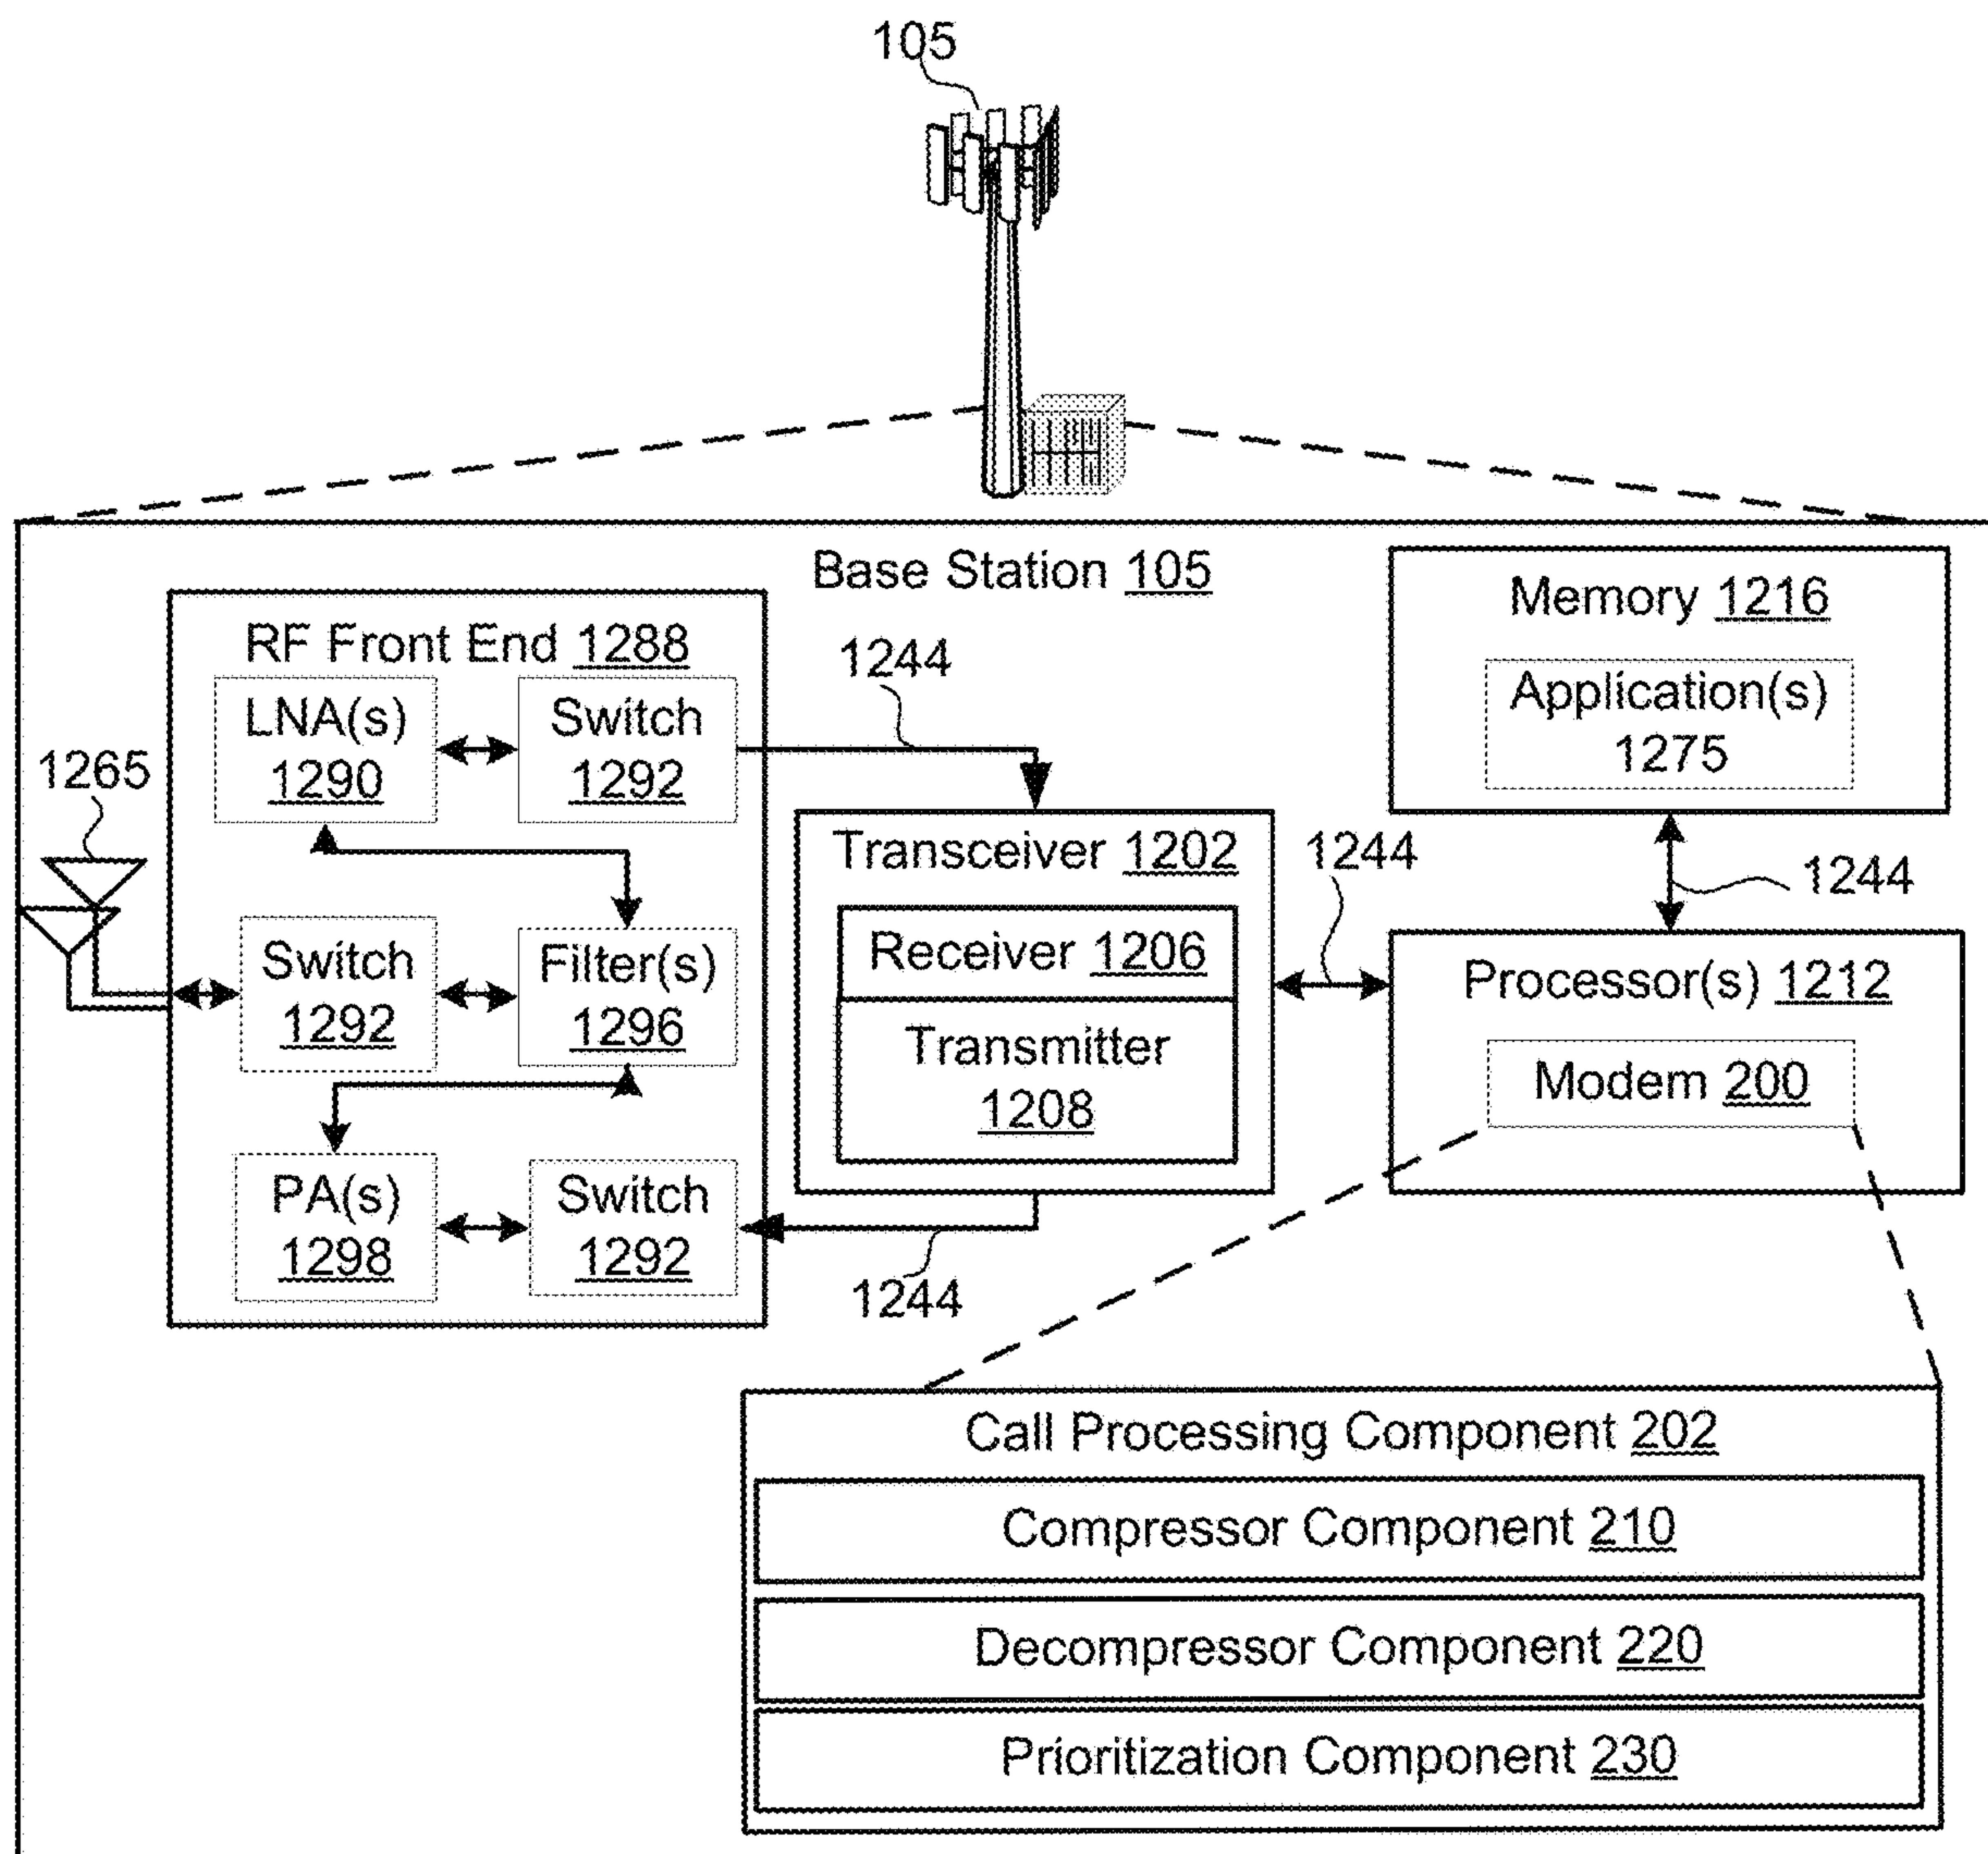 105
Base Station 105
RF Front End 1288
LNA(s)
1290
Switch
1292
1244
1265
Switch
1292
Filter(s)
1296
PA(s)
1298
Switch
1292
1244
Transceiver 1202
Receiver 1206
Transmitter
1208
1244
Memory 1216
Application(s)
1275
1244
Processor(s) 1212
Modem 200
Call Processing Component 202
Compressor Component 210
Decompressor Component 220
Prioritization Component 230